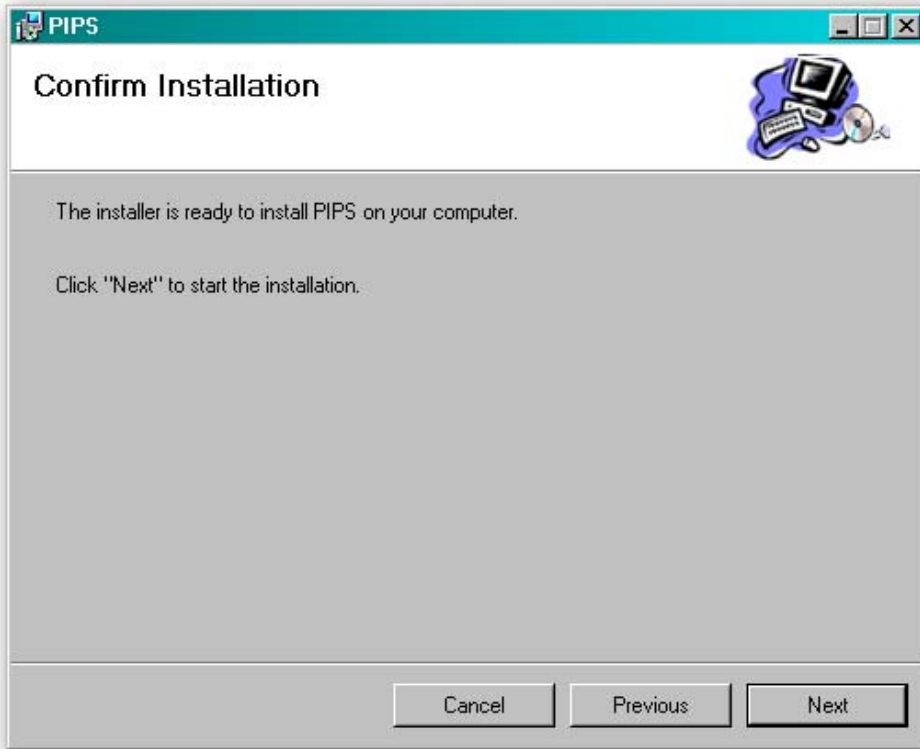 PIPS
Confirm Installation
The installer is ready to install PIPS on your computer.
Click "Next" to start the installation.
Cancel
Previous
Next